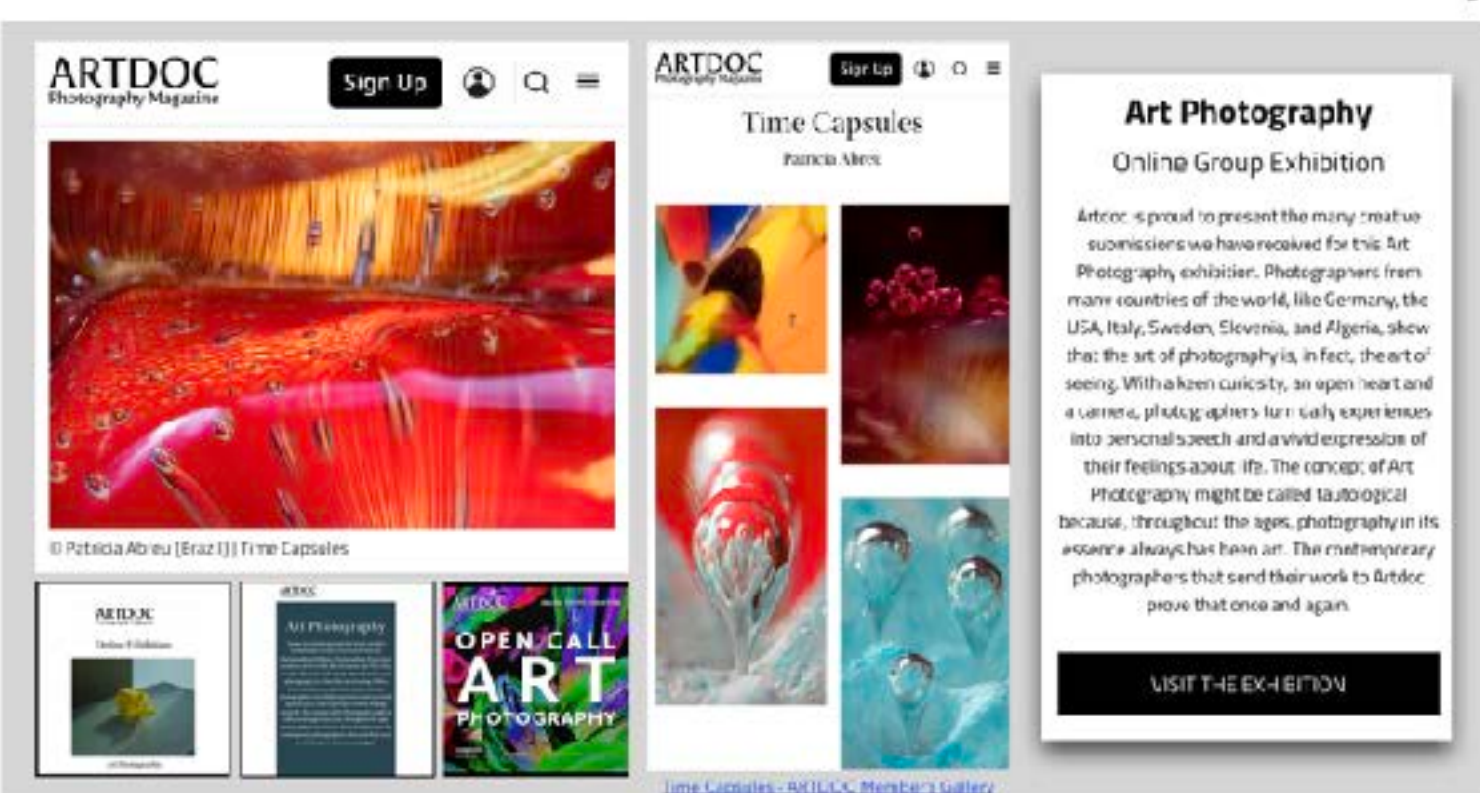 ARTDOC
Photography Magazine
Sign Up
© Patricia Abreu [Brazil] | Time Capsules
ARTDOC
Online Exhibition
Art Photography
ARTDOC
Art Photography
ARTDOC
OPEN CALL
ART
PHOTOGRAPHY
ARTDOC
Photography Magazine
Sign Up
Time Capsules
Patricia Abreu
Time Capsules - ARTDOC Members Gallery
Art Photography
Online Group Exhibition
Artdoc is proud to present the many creative
submissions we have received for this Art
Photography exhibition. Photographers from
many countries of the world, like Germany, the
USA, Italy, Sweden, Slovenia, and Algeria, show
that the art of photography is, in fact, the art of
seeing. With a keen curiosity, an open heart and
a camera, photographers turn daily experiences
into personal speech and a vivid expression of
their feelings about life. The concept of Art
Photography might be called tautological
because, throughout the ages, photography in its
essence always has been art. The contemporary
photographers that send their work to Artdoc
prove that once and again.
VISIT THE EXHIBITION